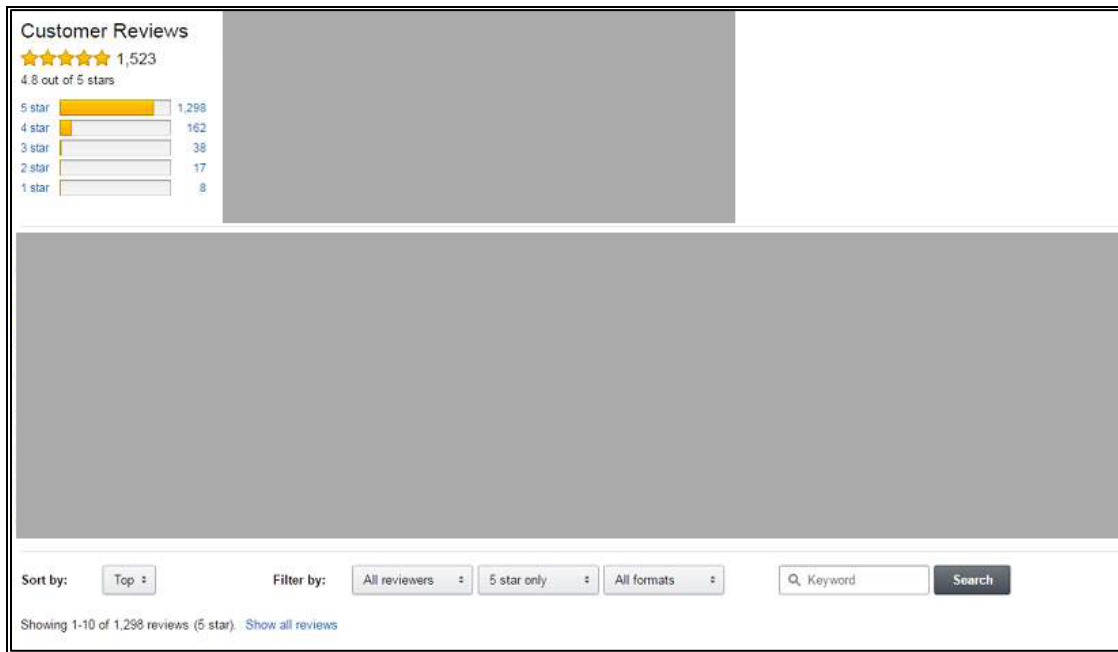 Customer Reviews
1,523
4.8 out of 5 stars
5 star 1,298
4 star 162
3 star 38
2 star 17
1 star 8
Sort by: Top Filter by: All reviewers 5 star only All formats Keyword Search
Showing 1-10 of 1,298 reviews (5 star). Show all reviews